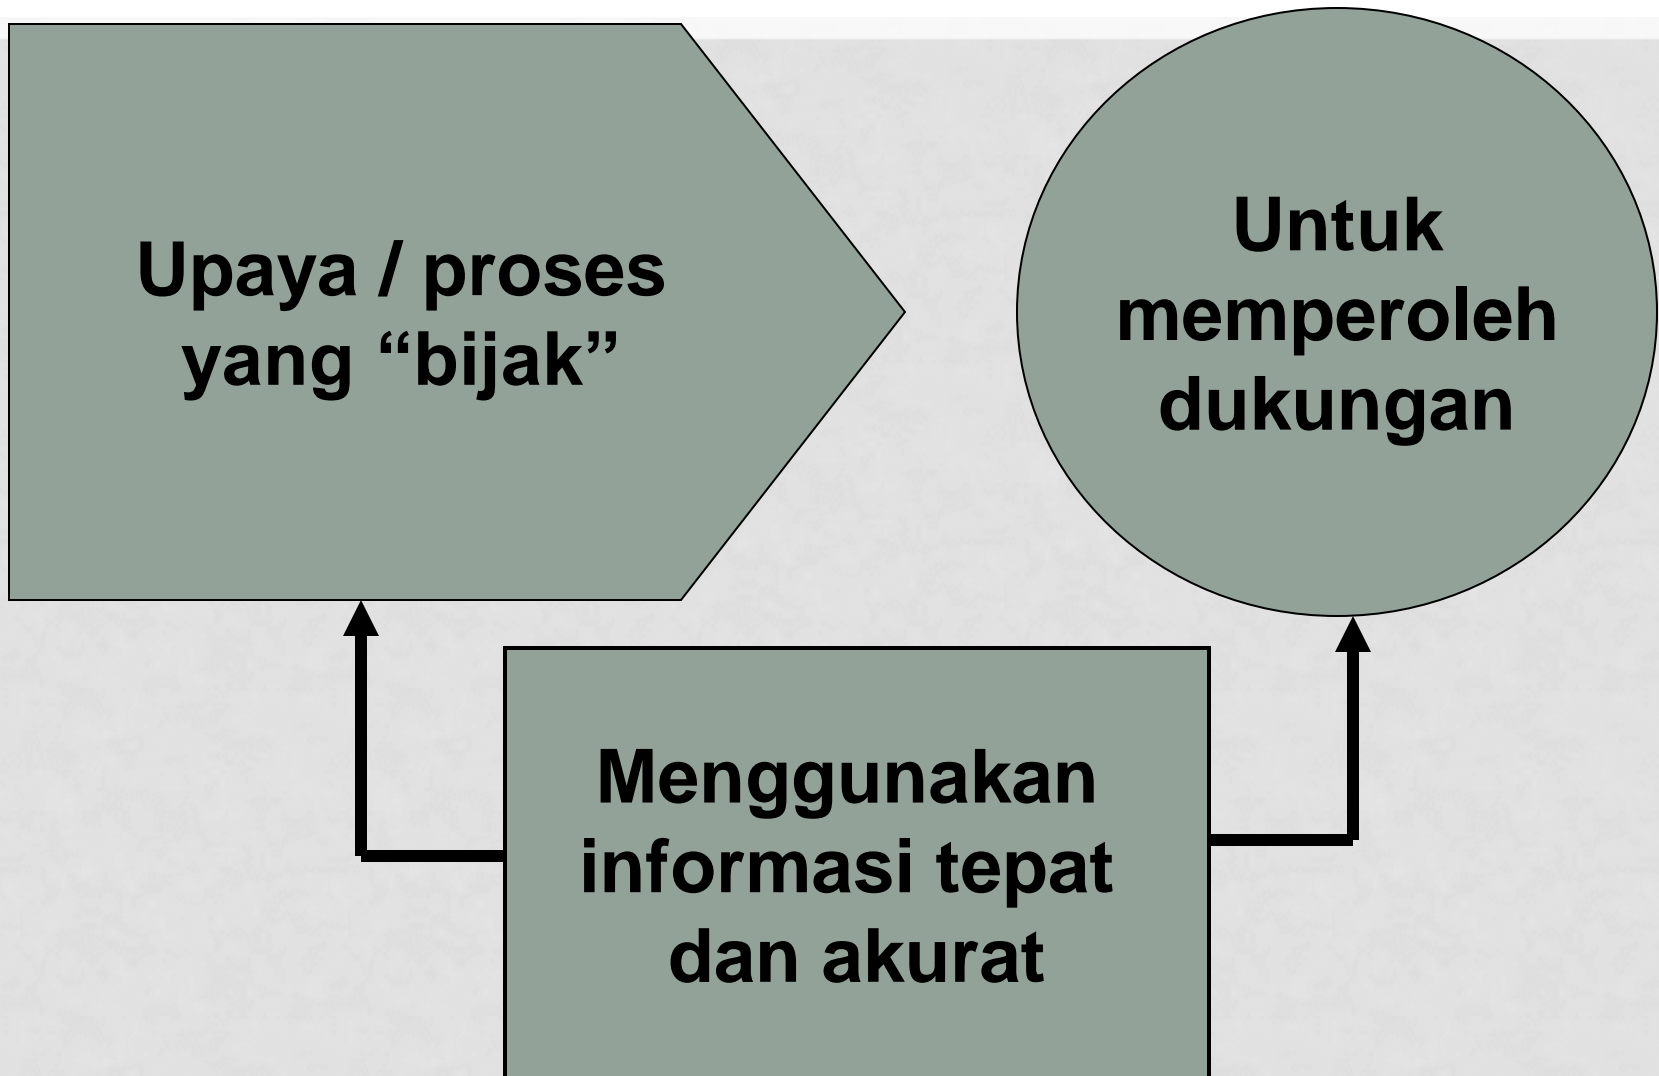 Upaya / proses
yang “bijak”
Untuk
memperoleh
dukungan
Menggunakan
informasi tepat
dan akurat